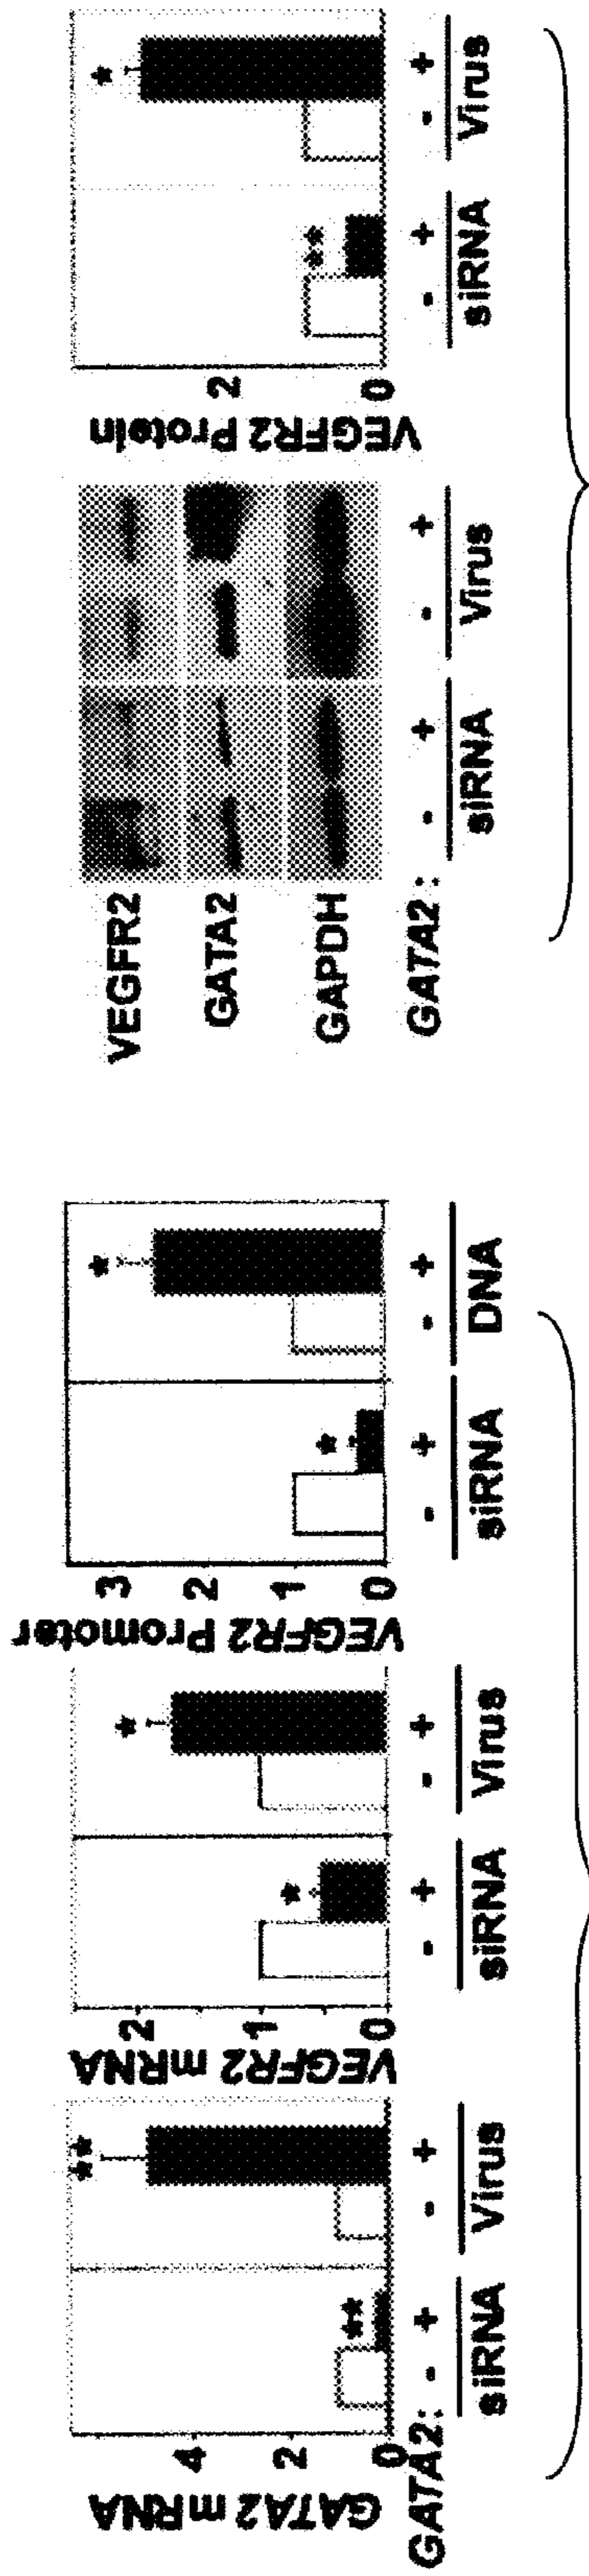 GATA2 mRNA
4
2
0
**
**
GATA2: - + - +
siRNA Virus
VEGFR2 mRNA
2
1
0
*
*
- + - +
siRNA Virus
VEGFR2 Promoter
3
2
1
0
*
*
- + - +
siRNA DNA
VEGFR2
GATA2
GAPDH
GATA2: - + - +
siRNA Virus
VEGFR2 Protein
2
0
**
*
- + - +
siRNA Virus